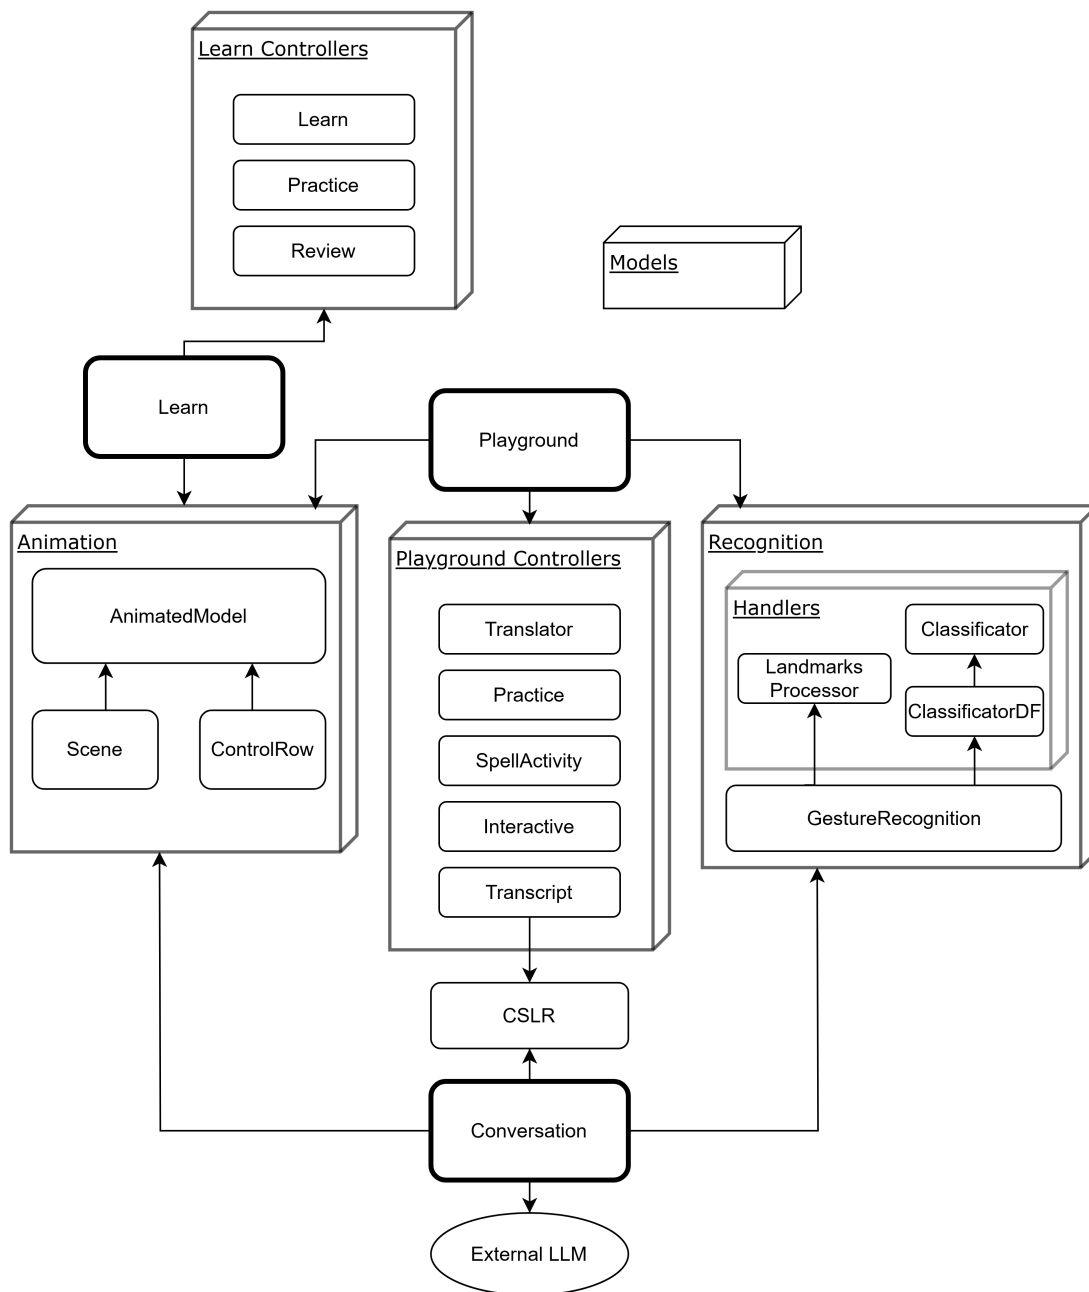 Learn Controllers
Learn
Practice
Review
Models
Learn
Playground
Animation
AnimatedModel
Scene
ControlRow
Playground Controllers
Translator
Practice
SpellActivity
Interactive
Transcript
Recognition
Handlers
Classificator
Landmarks
Processor
ClassificatorDF
GestureRecognition
CSLR
Conversation
External LLM